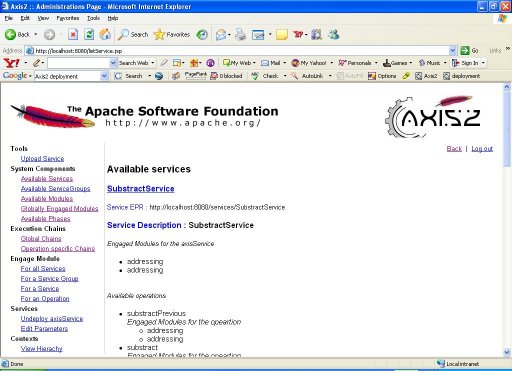 Axis2 :: Administrations Page - Microsoft Internet Explorer
File Edit View Favorites Tools Help
Back Search Favorites
Address http://localhost:8080/listService.jsp Go Links
Search Web My Web My Yahoo! Personals Games Music Sign In
Google Axis2 deployment Search PageRank 0 blocked Check AutoLink AutoFill Options Axis2 deployment
The Apache Software Foundation
http://www.apache.org/
AXIS2
Back | Log out
Tools
Upload Service
System Components
Available Services
Available ServiceGroups
Available Modules
Globally Engaged Modules
Available Phases
Execution Chains
Global Chains
Operation specific Chains
Engage Module
For all Services
For a Service Group
For a Service
For an Operation
Services
Undeploy axisService
Edit Parameters
Contexts
View Hierachy
Available services
SubstractService
Service EPR : http://localhost:8080/services/SubstractService
Service Description : SubstractService
Engaged Modules for the axisService
addressing
addressing
Available operations
substractPrevious
Engaged Modules for the opeartion
addressing
addressing
substract
Engaged Modules for the opeartion
Done Local intranet